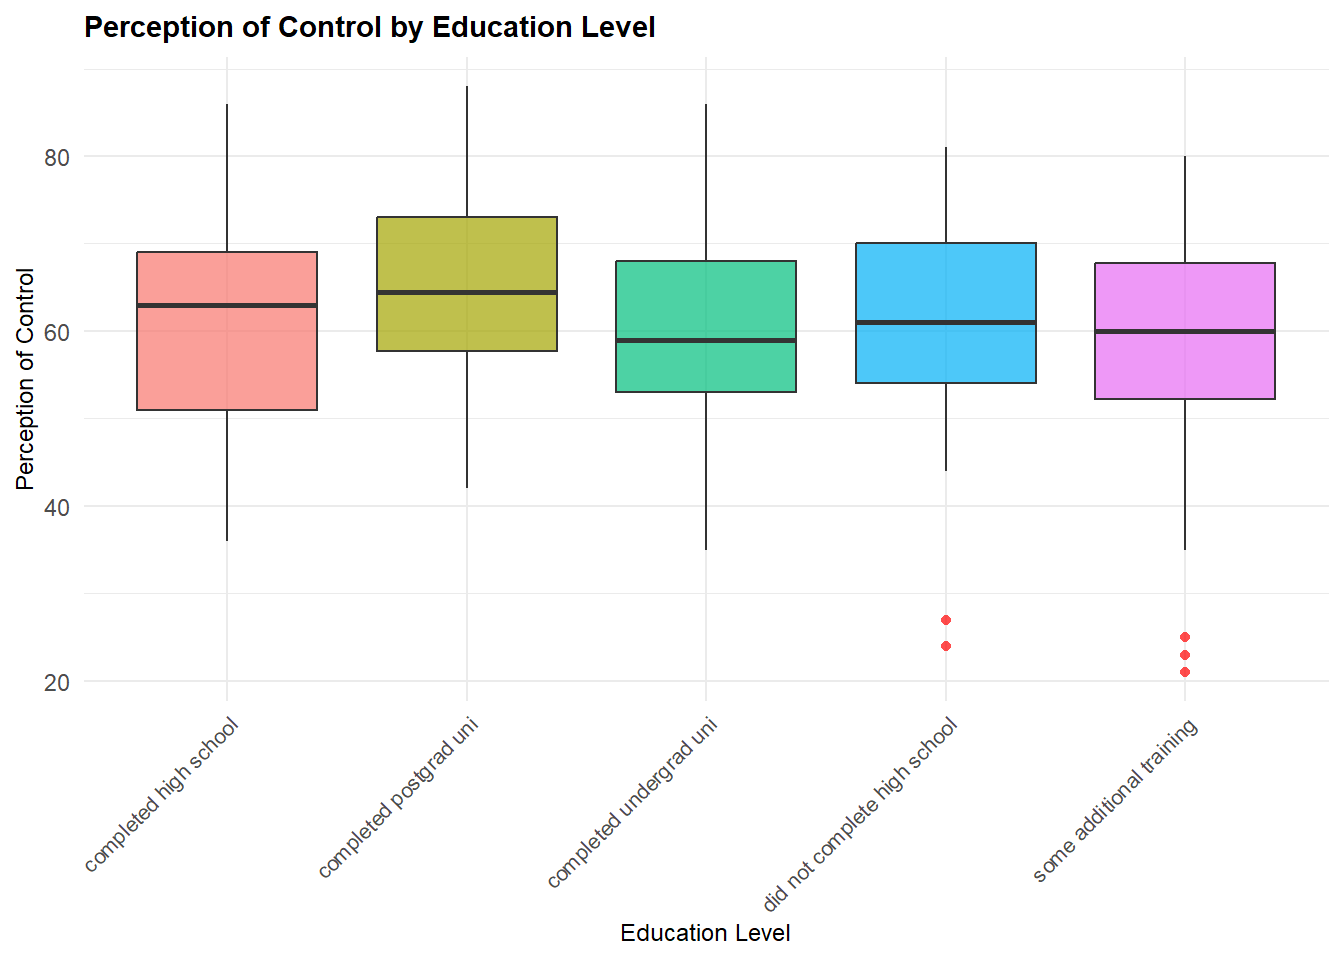 Perception of Control by Education Level
Perception of Control
80
60
40
20
completed high school
completed postgrad uni
completed undergrad uni
did not complete high school
some additional training
Education Level